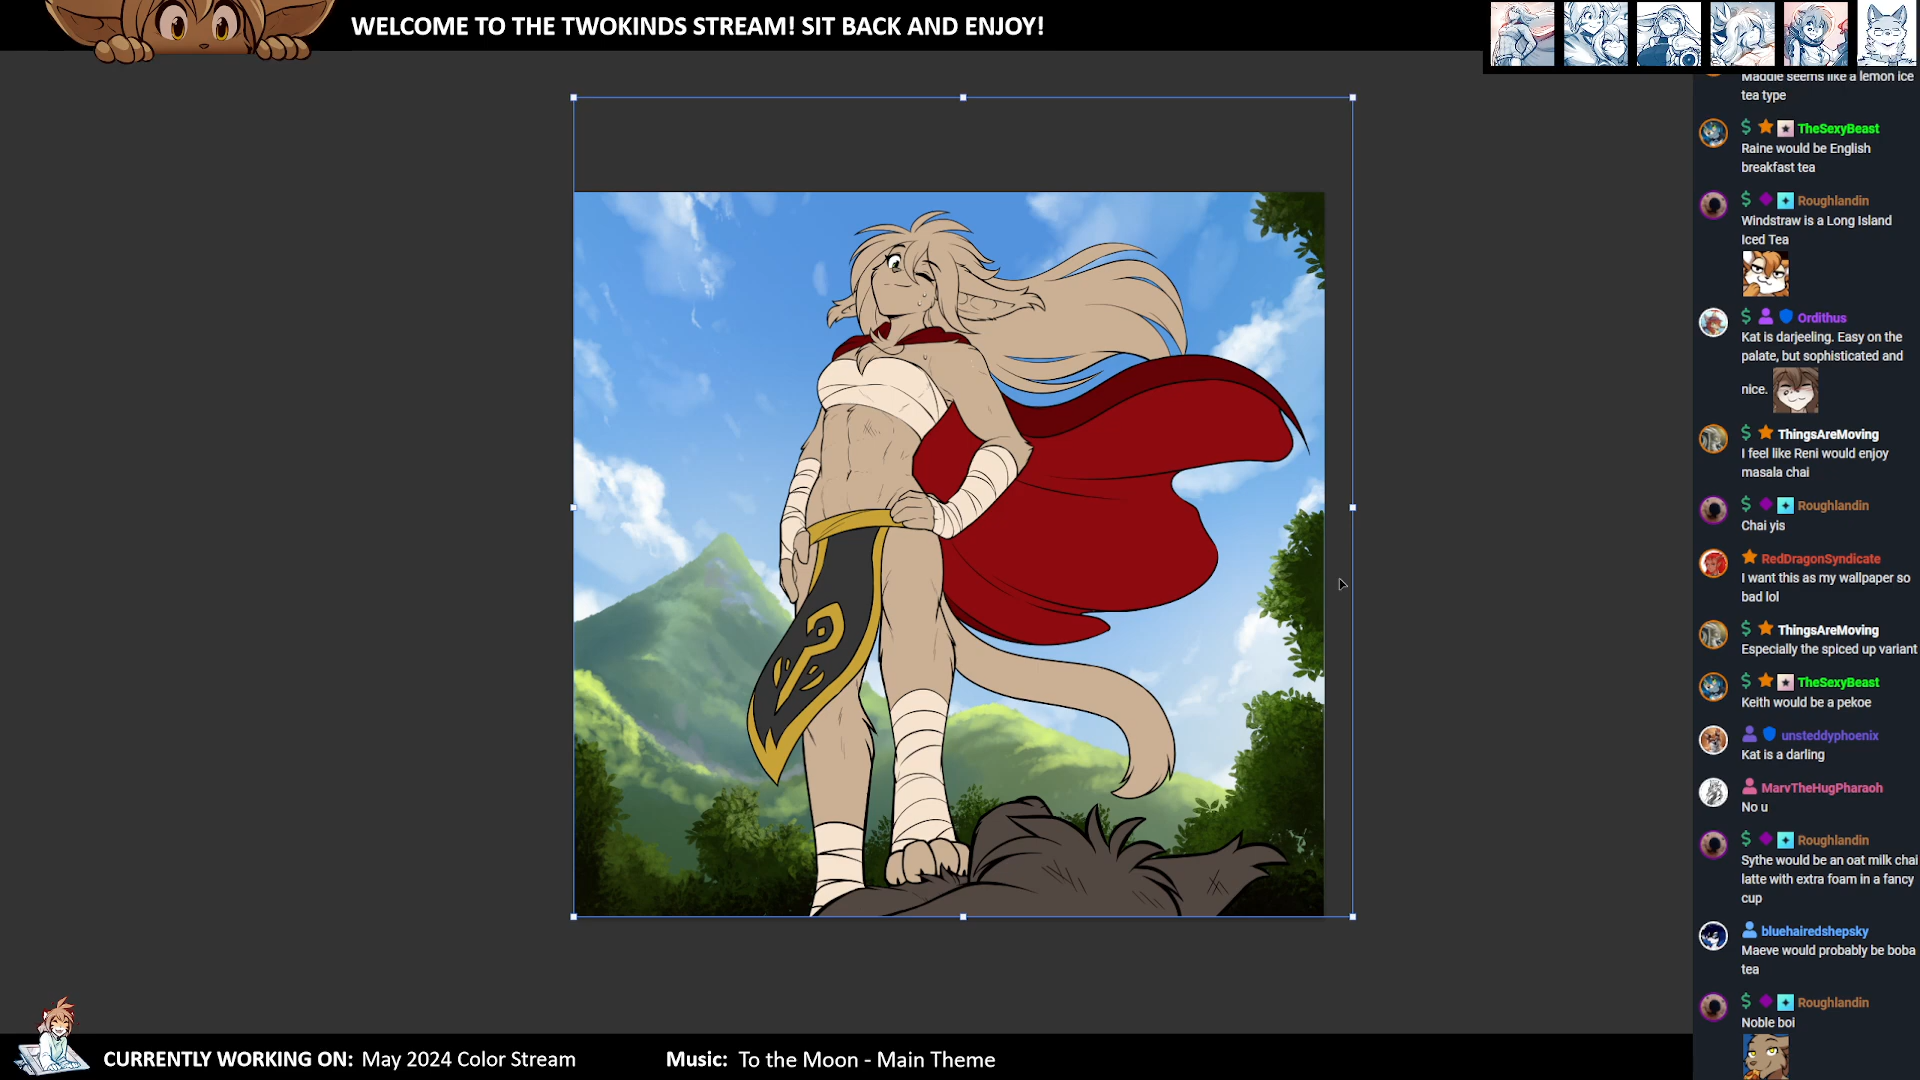 WELCOME TO THE TWOKINDS STREAM! SIT BACK AND ENJOY!
Maddie seems like a lemon ice
tea type
TheSexyBeast
Raine would be English
breakfast tea
Roughlandin
Windstraw is a Long Island
Iced Tea
Ordithus
Kat is darjeeling. Easy on the
palate, but sophisticated and
nice.
ThingsAreMoving
I feel like Reni would enjoy
masala chai
Roughlandin
Chai yis
RedDragonSyndicate
I want this as my wallpaper so
bad lol
ThingsAreMoving
Especially the spiced up variant
TheSexyBeast
Keith would be a pekoe
unsteddyphoenix
Kat is a darling
MarvTheHugPharaoh
No u
Roughlandin
Sythe would be an oat milk chai
latte with extra foam in a fancy
cup
bluehairedshepsky
Maeve would probably be boba
tea
Roughlandin
Noble boi
CURRENTLY WORKING ON: May 2024 Color Stream
Music: To the Moon - Main Theme